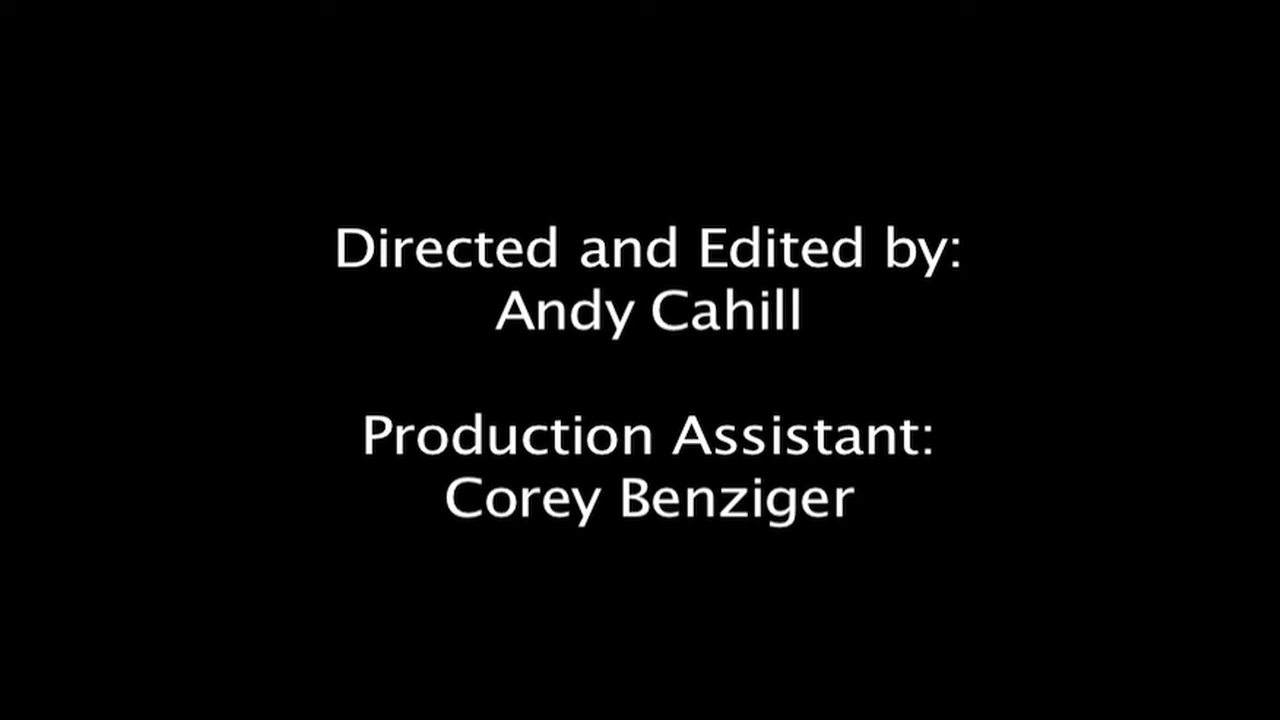 Directed and Edited by:
Andy Cahill
Production Assistant:
Corey Benziger